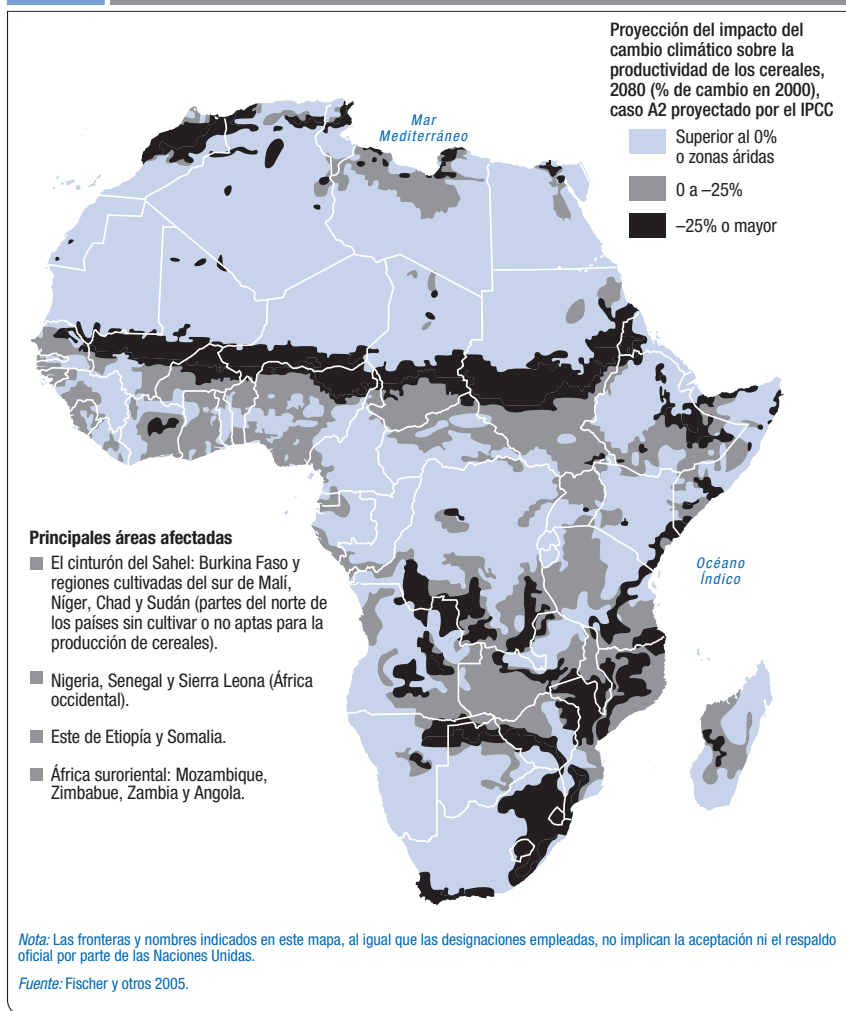 Proyección del impacto del
cambio climático sobre la
productividad de los cereales,
2080 (% de cambio en 2000),
caso A2 proyectado por el IPCC
Superior al 0%
o zonas áridas
0 a –25%
–25% o mayor
Mar
Mediterráneo
Océano
Índico
Principales áreas afectadas
El cinturón del Sahel: Burkina Faso y
regiones cultivadas del sur de Malí,
Níger, Chad y Sudán (partes del norte de
los países sin cultivar o no aptas para la
producción de cereales).
Nigeria, Senegal y Sierra Leona (África
occidental).
Este de Etiopía y Somalia.
África suroriental: Mozambique,
Zimbabue, Zambia y Angola.
Nota: Las fronteras y nombres indicados en este mapa, al igual que las designaciones empleadas, no implican la aceptación ni el respaldo
oficial por parte de las Naciones Unidas.
Fuente: Fischer y otros 2005.